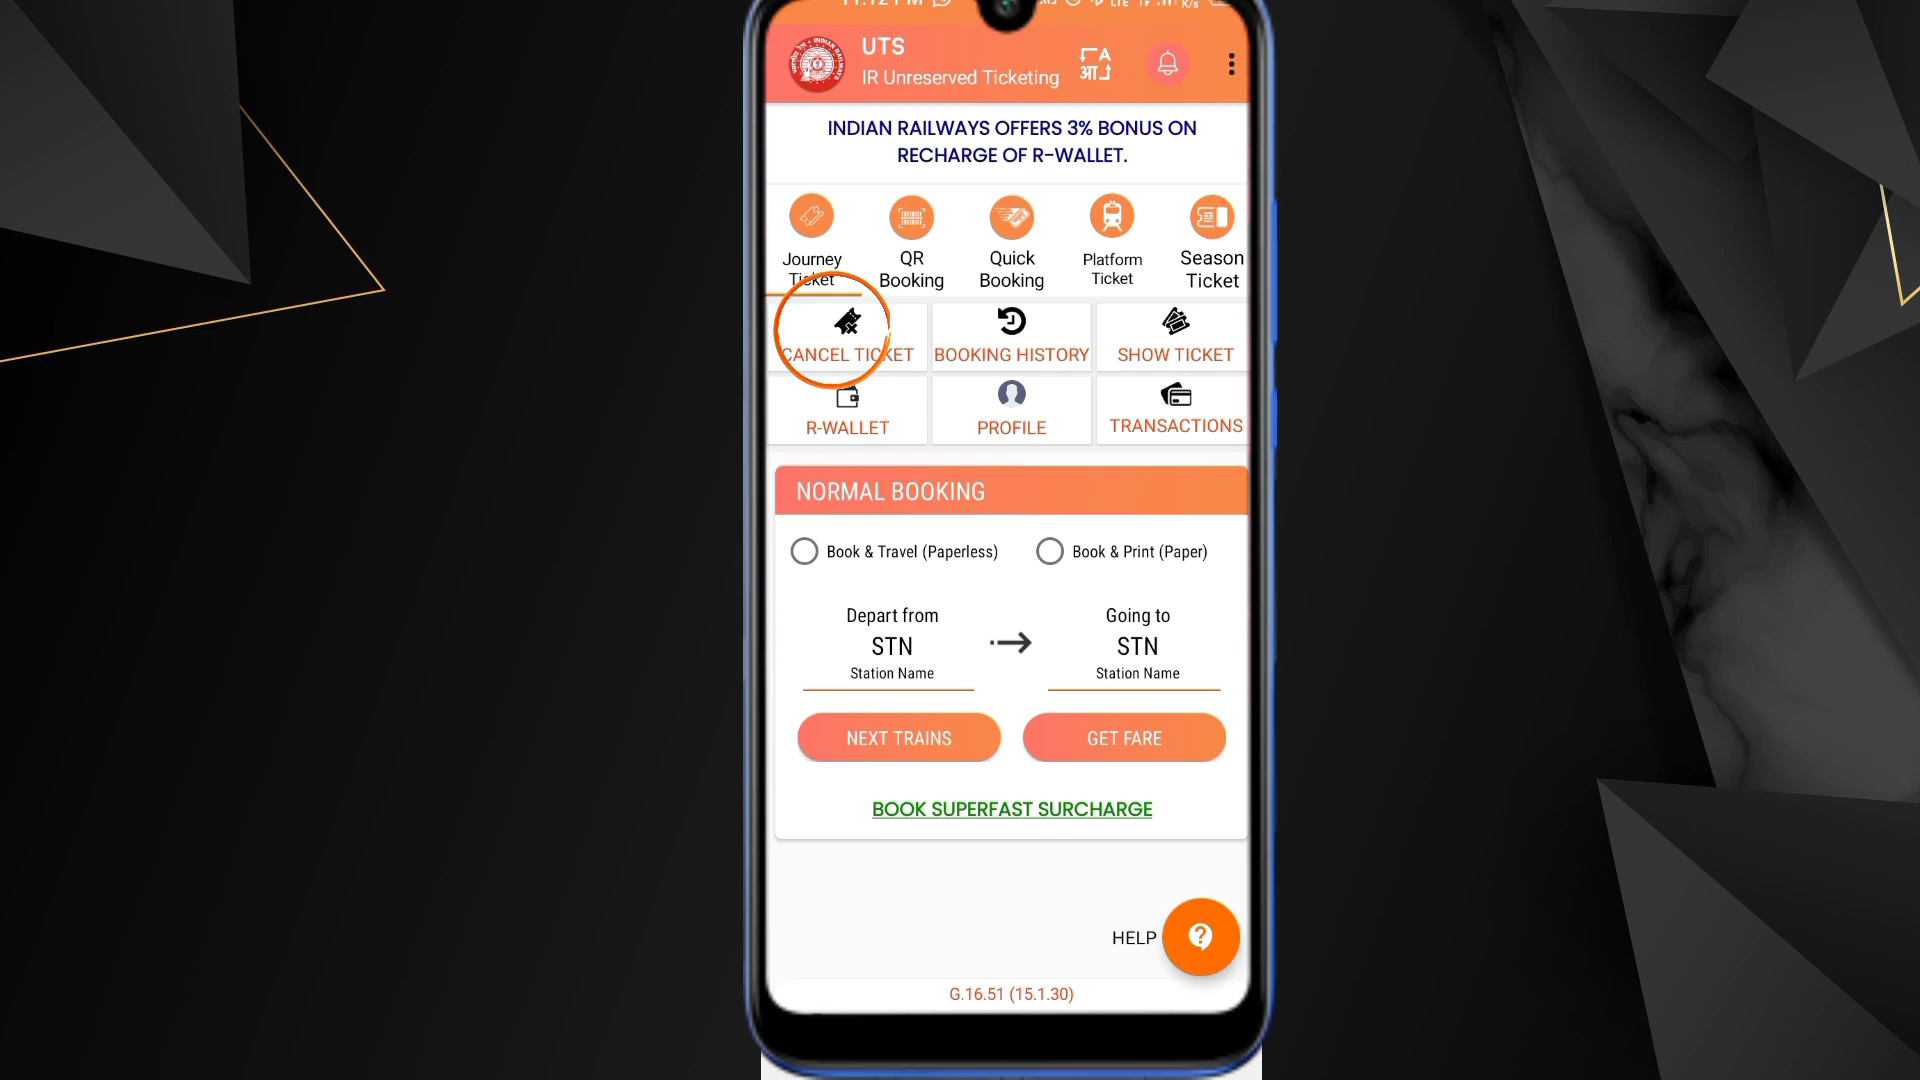 UTS
IR Unreserved Ticketing
INDIAN RAILWAYS OFFERS 3% BONUS ON
RECHARGE OF R-WALLET.
Journey
Ticket
QR
Booking
Quick
Booking
Platform
Ticket
Season
Ticket
CANCEL TICKET
BOOKING HISTORY
SHOW TICKET
R-WALLET
PROFILE
TRANSACTIONS
NORMAL BOOKING
Book & Travel (Paperless)
Book & Print (Paper)
Depart from
STN
Station Name
Going to
STN
Station Name
NEXT TRAINS
GET FARE
BOOK SUPERFAST SURCHARGE
HELP
G.16.51 (15.1.30)